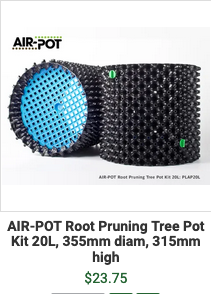 AIR-POT
AIR-POT Root Pruning Tree Pot Kit 20L: PLAP20L
AIR-POT Root Pruning Tree Pot
Kit 20L, 355mm diam, 315mm
high
$23.75